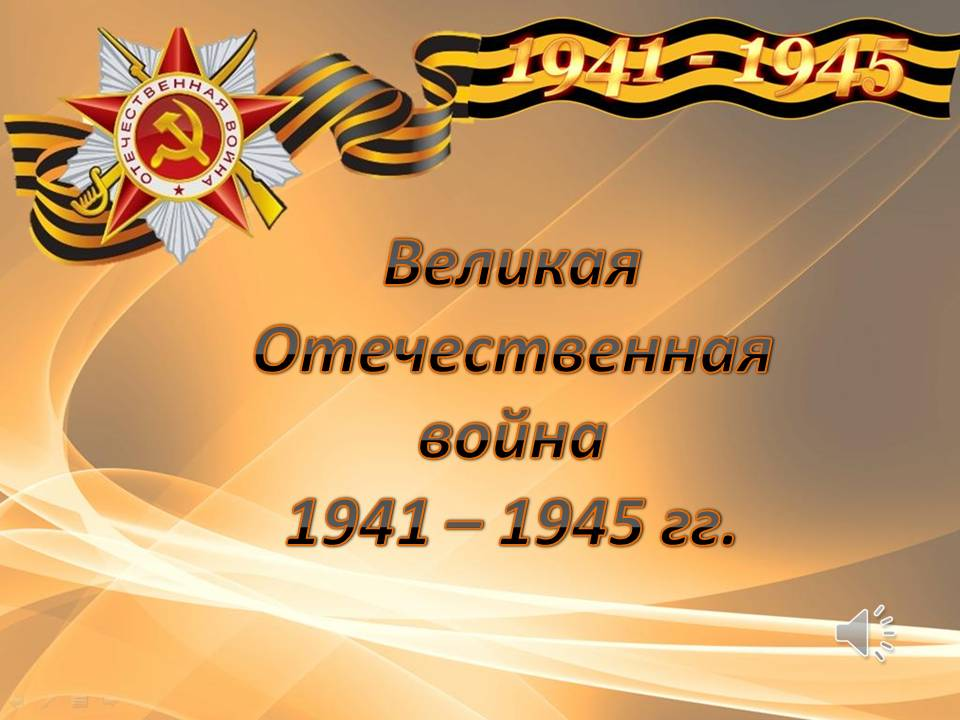 1941 - 1945
ОТЕЧЕСТВЕННАЯ ВОЙНА
Великая
Отечественная
война
1941 – 1945 гг.